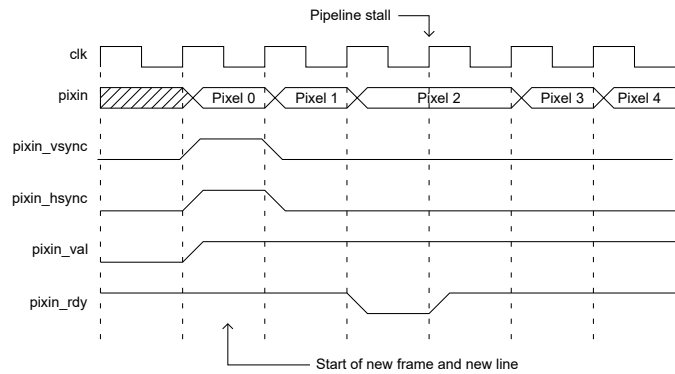 Pipeline stall
clk
pixin
Pixel 0
Pixel 1
Pixel 2
Pixel 3
Pixel 4
pixin_vsync
pixin_hsync
pixin_val
pixin_rdy
Start of new frame and new line